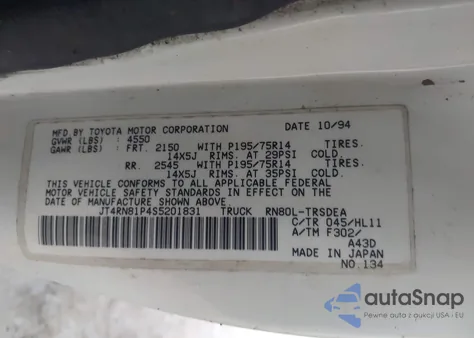 MFD BY TOYOTA MOTOR CORPORATION DATE 10/94
GVWR (LBS) : 4550
GAWR (LBS) : FRT. 2150 WITH P195/75R14 TIRES.
14X5J RIMS. AT 29PSI COLD.
RR. 2545 WITH P195/75R14 TIRES.
14X5J RIMS. AT 35PSI COLD.
THIS VEHICLE CONFORMS TO ALL APPLICABLE FEDERAL MOTOR VEHICLE
SAFETY STANDARDS IN EFFECT ON THE DATE OF MANUFACTURE SHOWN ABOVE.
JT4RN81P4S5201831 TRUCK RN80L-TRSDEA
C/TR 045/HL11
A/TM F302/
A43D
MADE IN JAPAN
NO.134
autoSnap
Pewne auta z aukcji USA i EU